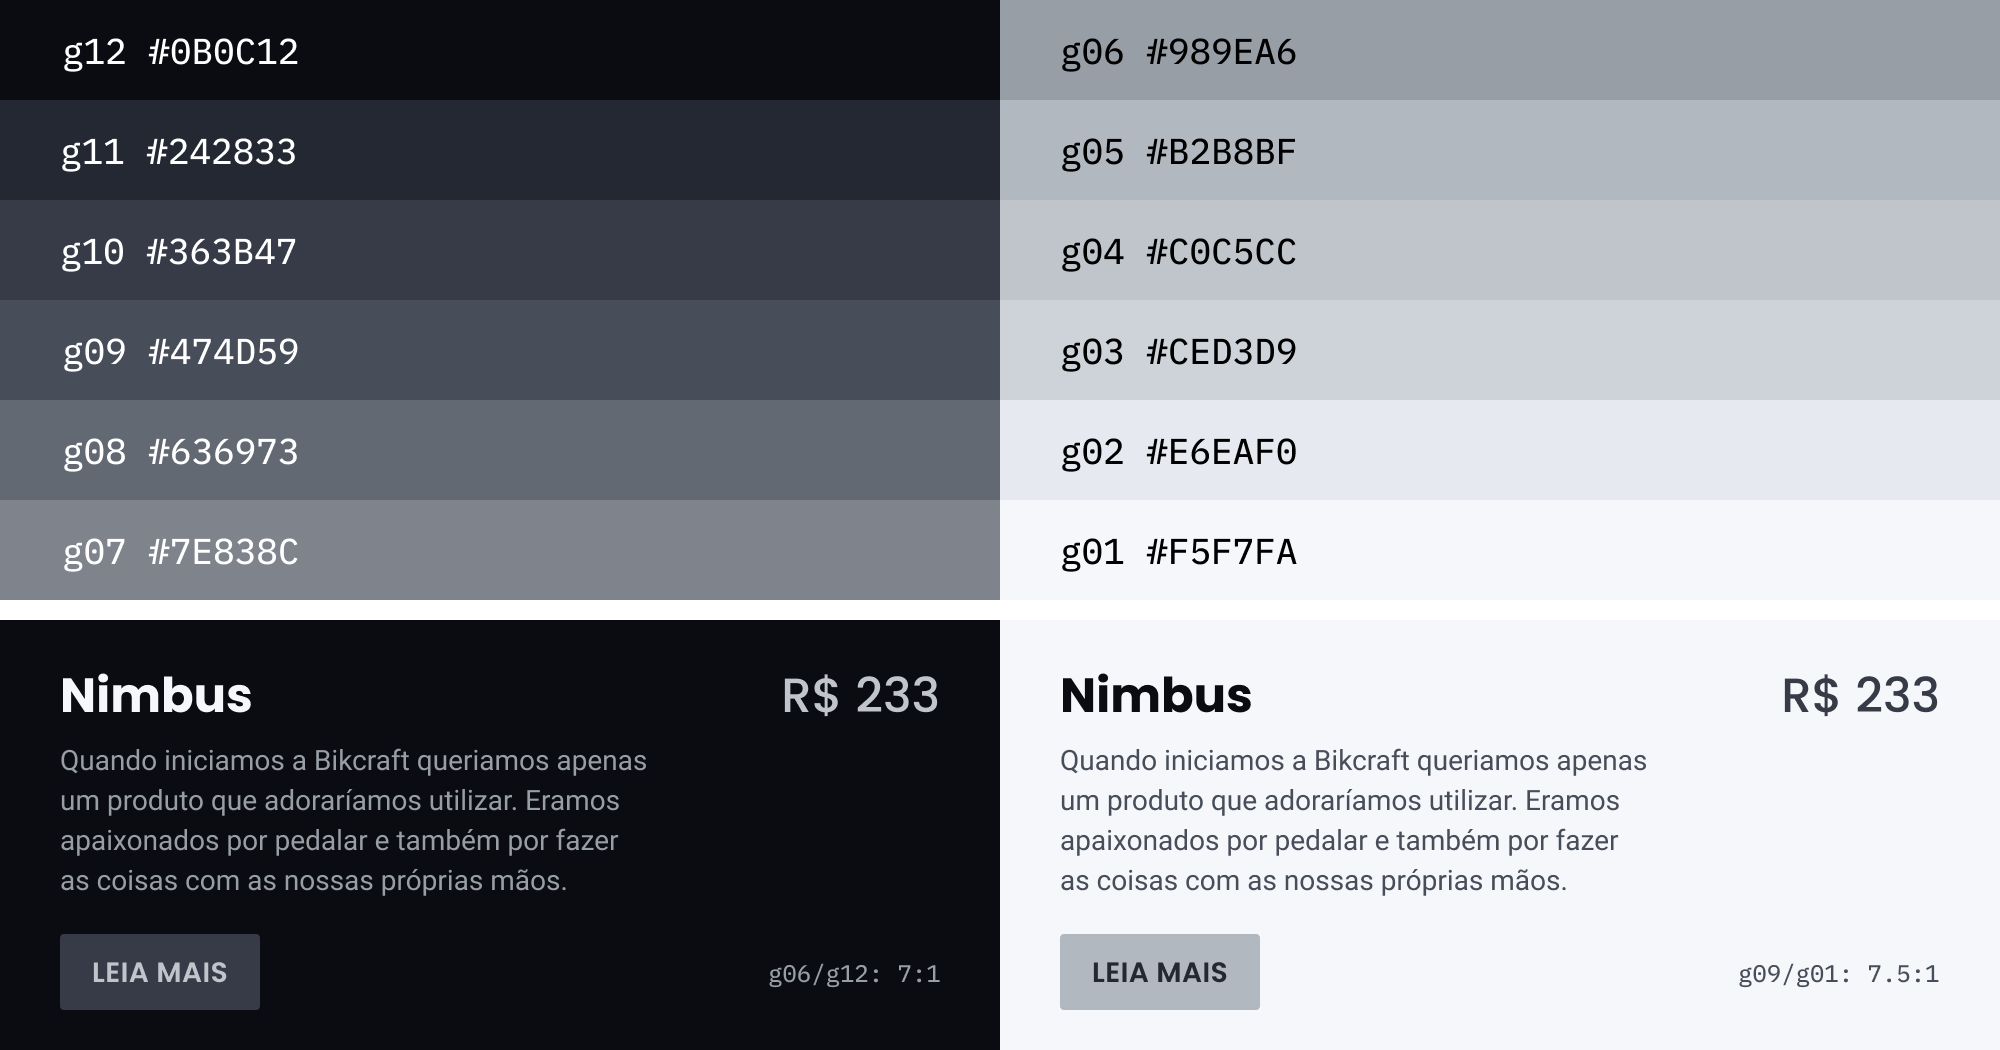 g12 #0B0C12
g11 #242833
g10 #363B47
g09 #474D59
g08 #636973
g07 #7E838C
g06 #989EA6
g05 #B2B8BF
g04 #C0C5CC
g03 #CED3D9
g02 #E6EAF0
g01 #F5F7FA
Nimbus
R$ 233
Quando iniciamos a Bikcraft queriamos apenas
um produto que adoraríamos utilizar. Eramos
apaixonados por pedalar e também por fazer
as coisas com as nossas próprias mãos.
LEIA MAIS
g06/g12: 7:1
Nimbus
R$ 233
Quando iniciamos a Bikcraft queriamos apenas
um produto que adoraríamos utilizar. Eramos
apaixonados por pedalar e também por fazer
as coisas com as nossas próprias mãos.
LEIA MAIS
g09/g01: 7.5:1